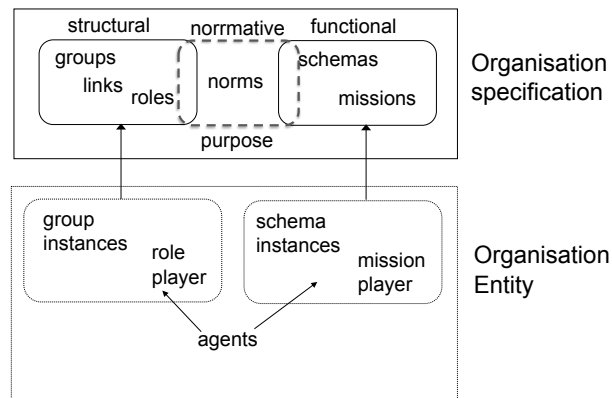 structural
norrmative
functional
groups
links
roles
norms
schemas
missions
purpose
Organisation
specification
group
instances
role
player
schema
instances
mission
player
agents
Organisation
Entity